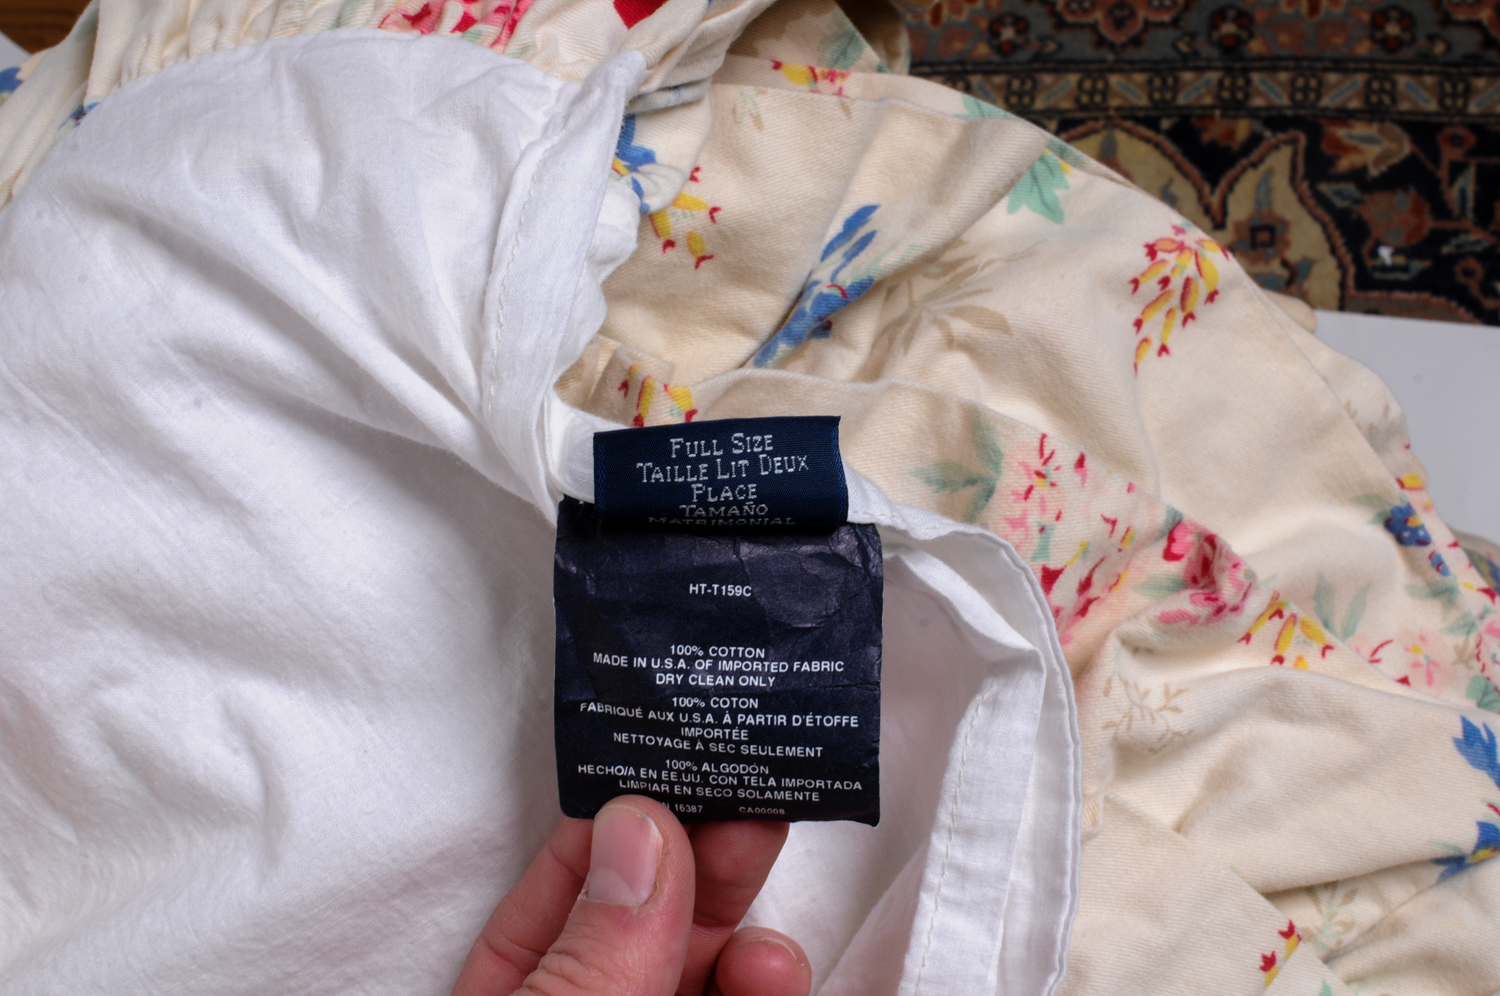 FULL SIZE
TAILLE LIT DEUX
PLACE
TAMAÑO
MATRIMONIAL
HT-T159C
100% COTTON
MADE IN U.S.A. OF IMPORTED FABRIC
DRY CLEAN ONLY
100% COTON
FABRIQUÉ AUX U.S.A. À PARTIR D'ÉTOFFE
IMPORTÉE
NETTOYAGE À SEC SEULEMENT
100% ALGODÓN
HECHO/A EN EE.UU. CON TELA IMPORTADA
LIMPIAR EN SECO SOLAMENTE
16387 CA00009